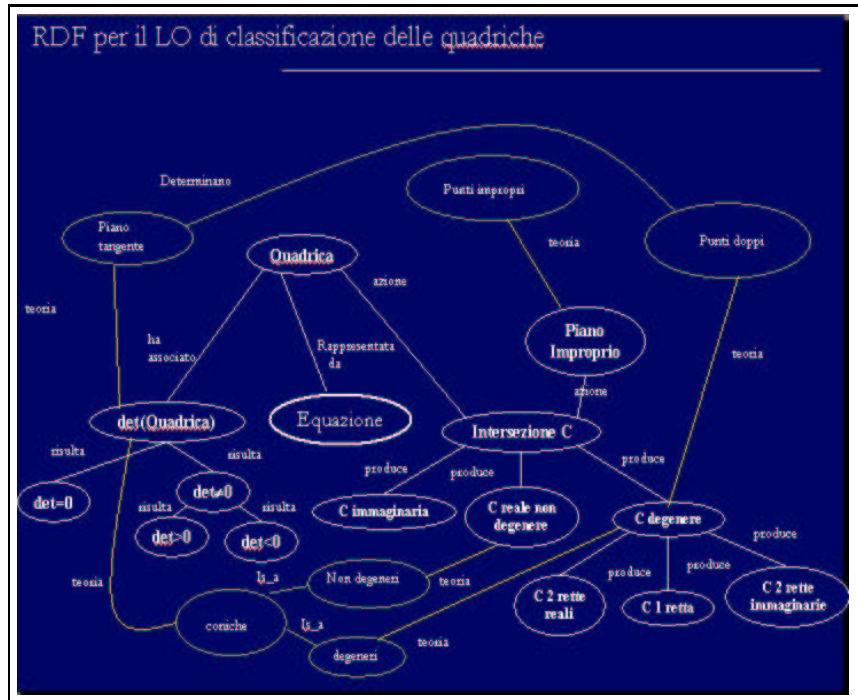 RDF per il LO di classificazione delle quadriche
Determinano
Punti impropri
Piano
tangente
Punti doppi
teoria
Quadrica
azione
teoria
ha
associato
Rappresentata
da
Piano
Improprio
teoria
azione
det(Quadrica)
Equazione
Intersezione C
risulta
risulta
produce
produce
produce
det=0
det≠0
risulta
risulta
det>0
det<0
C immaginaria
C reale non
degenere
C degenere
produce
produce
produce
teoria
Is_a
Non degeneri
teoria
C 2 rette
reali
C 1 retta
C 2 rette
immaginarie
coniche
Is_a
degeneri
teoria